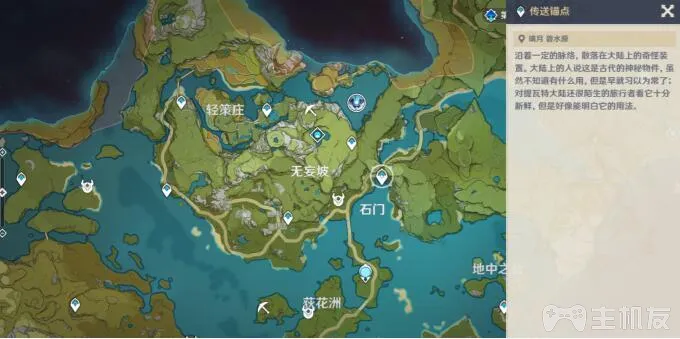 传送锚点
璃月 碧水原
沿着一定的脉络，散落在大陆上的奇怪装
置。大陆上的人说这是古代的神秘物件，虽
然不知道有什么用，但是早就习以为常了；
对提瓦特大陆还很陌生的旅行者看它十分
新鲜，但是好像能明白它的用法。
轻策庄
无妄坡
石门
地中之
荻花洲
主机友